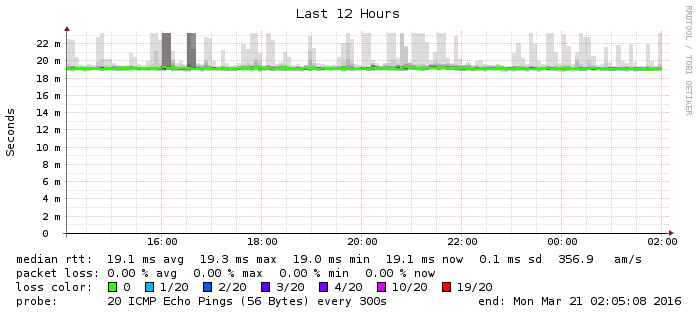 Last 12 Hours
RRDTOOL / TOBI OETIKER
Seconds
22 m
20 m
18 m
16 m
14 m
12 m
10 m
8 m
6 m
4 m
2 m
0
16:00 18:00 20:00 22:00 00:00 02:00
median rtt: 19.1 ms avg 19.3 ms max 19.0 ms min 19.1 ms now 0.1 ms sd 356.9 am/s
packet loss: 0.00 % avg 0.00 % max 0.00 % min 0.00 % now
loss color: 0 1/20 2/20 3/20 4/20 10/20 19/20
probe: 20 ICMP Echo Pings (56 Bytes) every 300s end: Mon Mar 21 02:05:08 2016